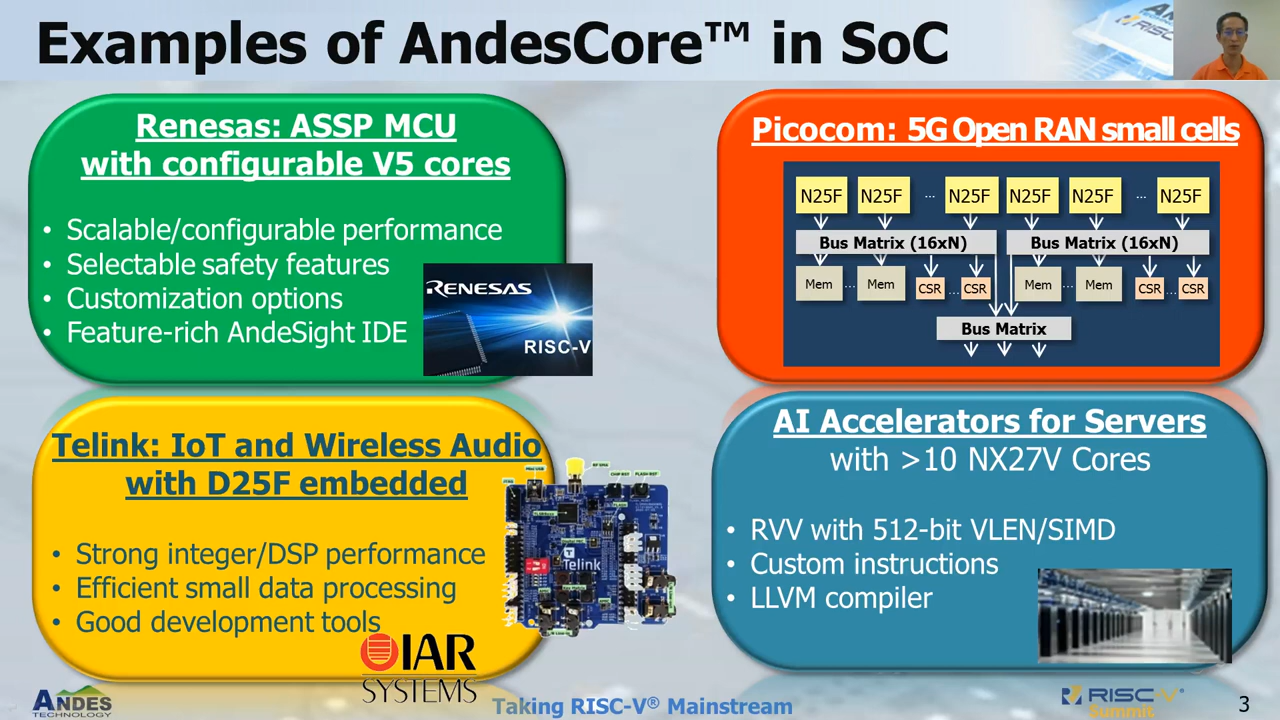 Examples of AndesCore™ in SoC
Renesas: ASSP MCU
with configurable V5 cores
• Scalable/configurable performance
• Selectable safety features
• Customization options
• Feature-rich AndeSight IDE
RENESAS
RISC-V
Picocom: 5G Open RAN small cells
N25F N25F ... N25F N25F N25F ... N25F
Bus Matrix (16xN) Bus Matrix (16xN)
Mem ... Mem CSR ... CSR Mem ... Mem CSR ... CSR
Bus Matrix
Telink: IoT and Wireless Audio
with D25F embedded
• Strong integer/DSP performance
• Efficient small data processing
• Good development tools
Telink
IAR
SYSTEMS
AI Accelerators for Servers
with >10 NX27V Cores
• RVV with 512-bit VLEN/SIMD
• Custom instructions
• LLVM compiler
ANDES
TECHNOLOGY
Taking RISC-V® Mainstream
RISC-V®
Summit
3